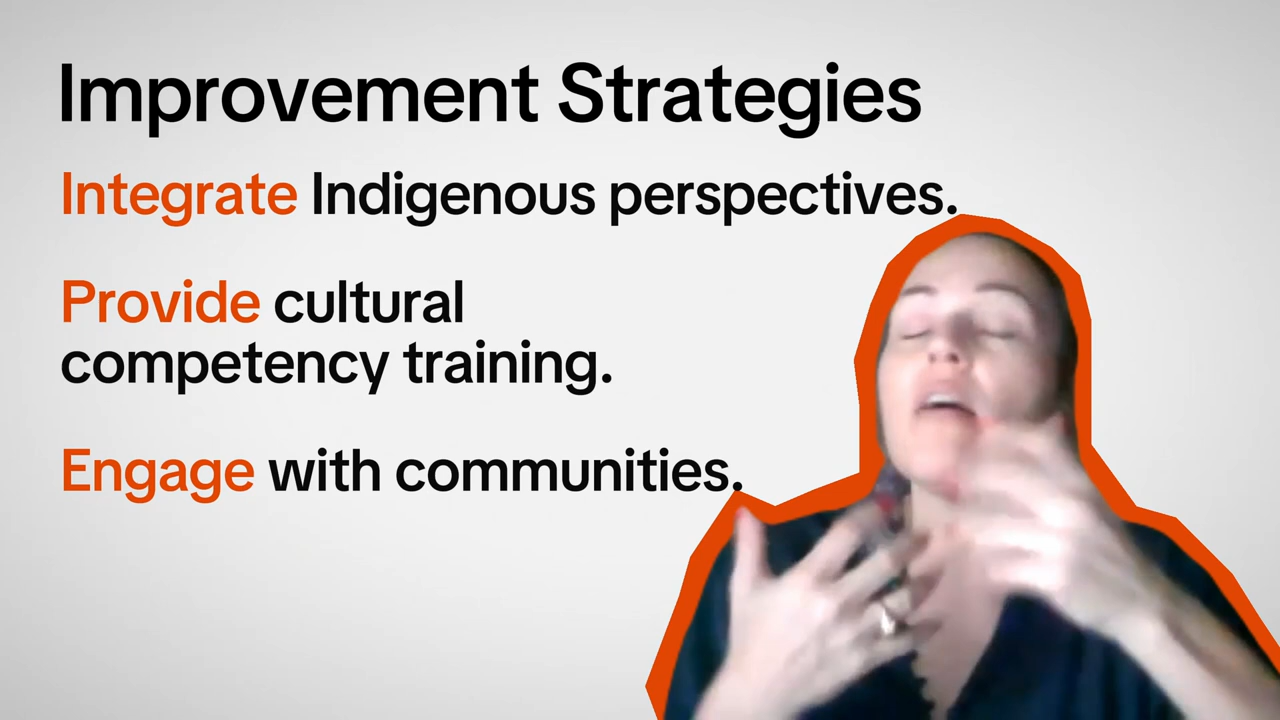 Improvement Strategies
Integrate Indigenous perspectives.
Provide cultural
competency training.
Engage with communities.